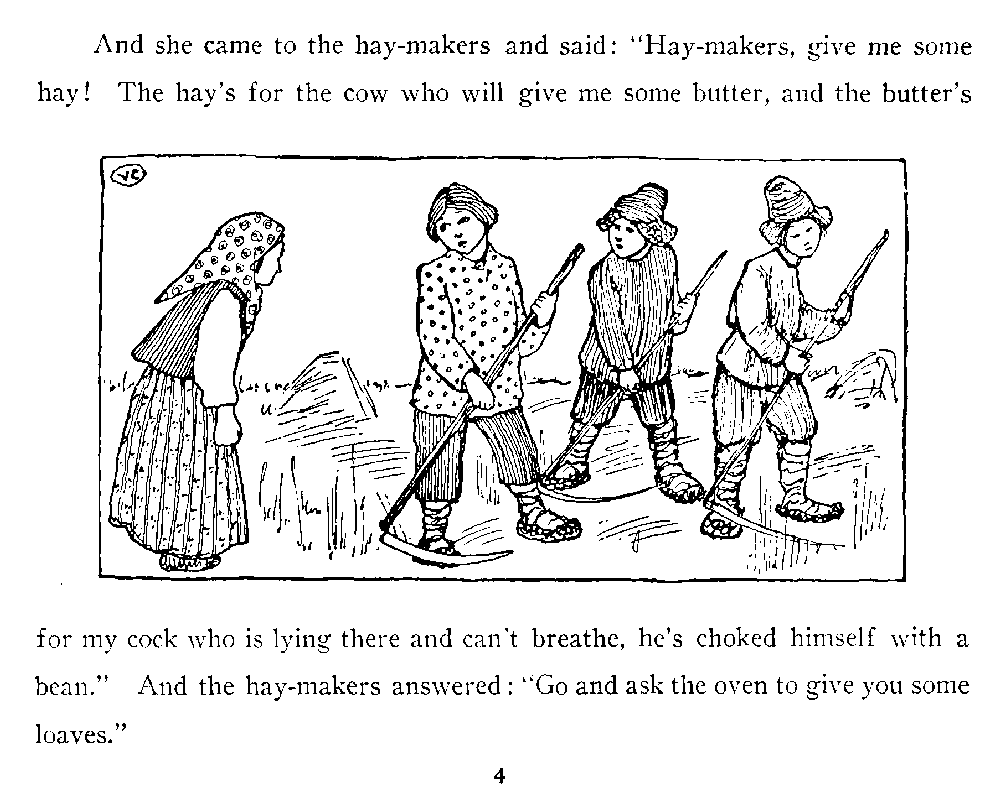 And she came to the hay-makers and said: "Hay-makers, give me some
hay! The hay's for the cow who will give me some butter, and the butter's
VC
for my cock who is lying there and can't breathe, he's choked himself with a
bean." And the hay-makers answered: "Go and ask the oven to give you some
loaves."
4